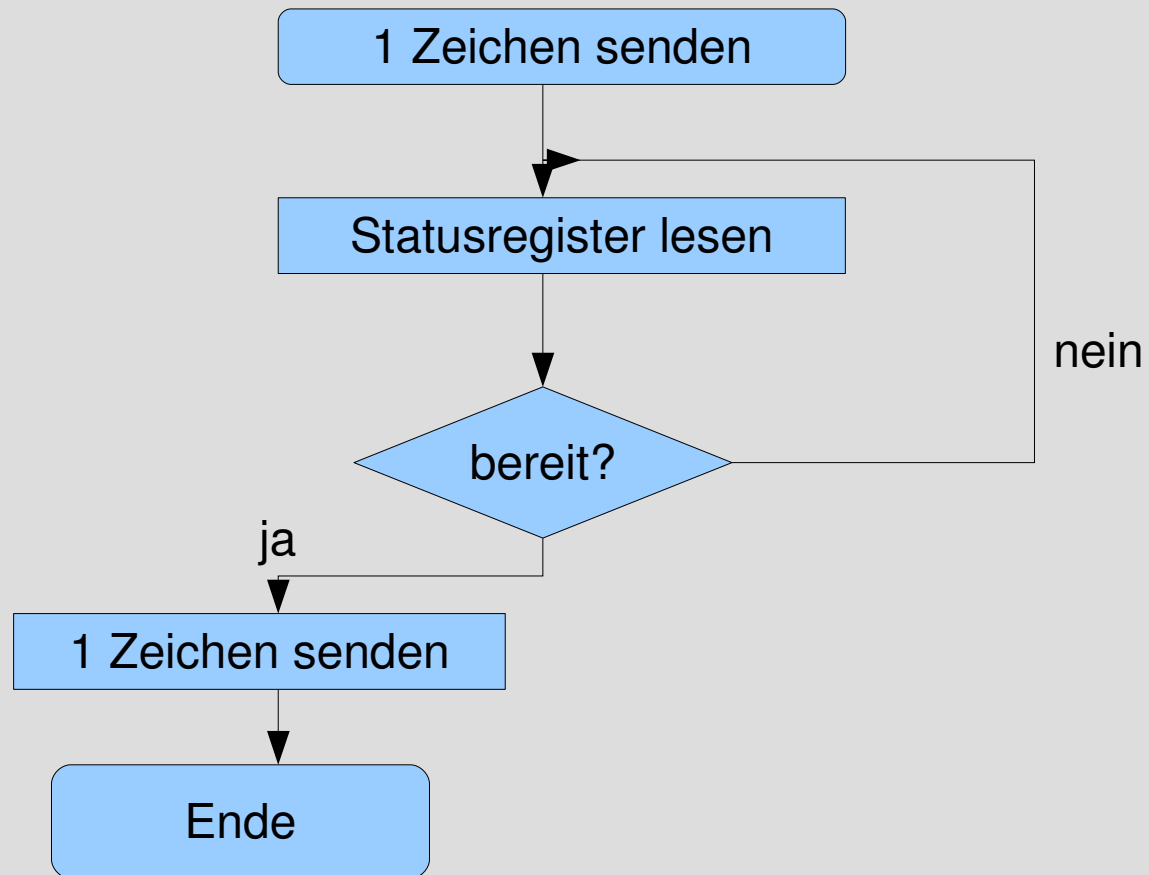 1 Zeichen senden
Statusregister lesen
nein
bereit?
ja
1 Zeichen senden
Ende